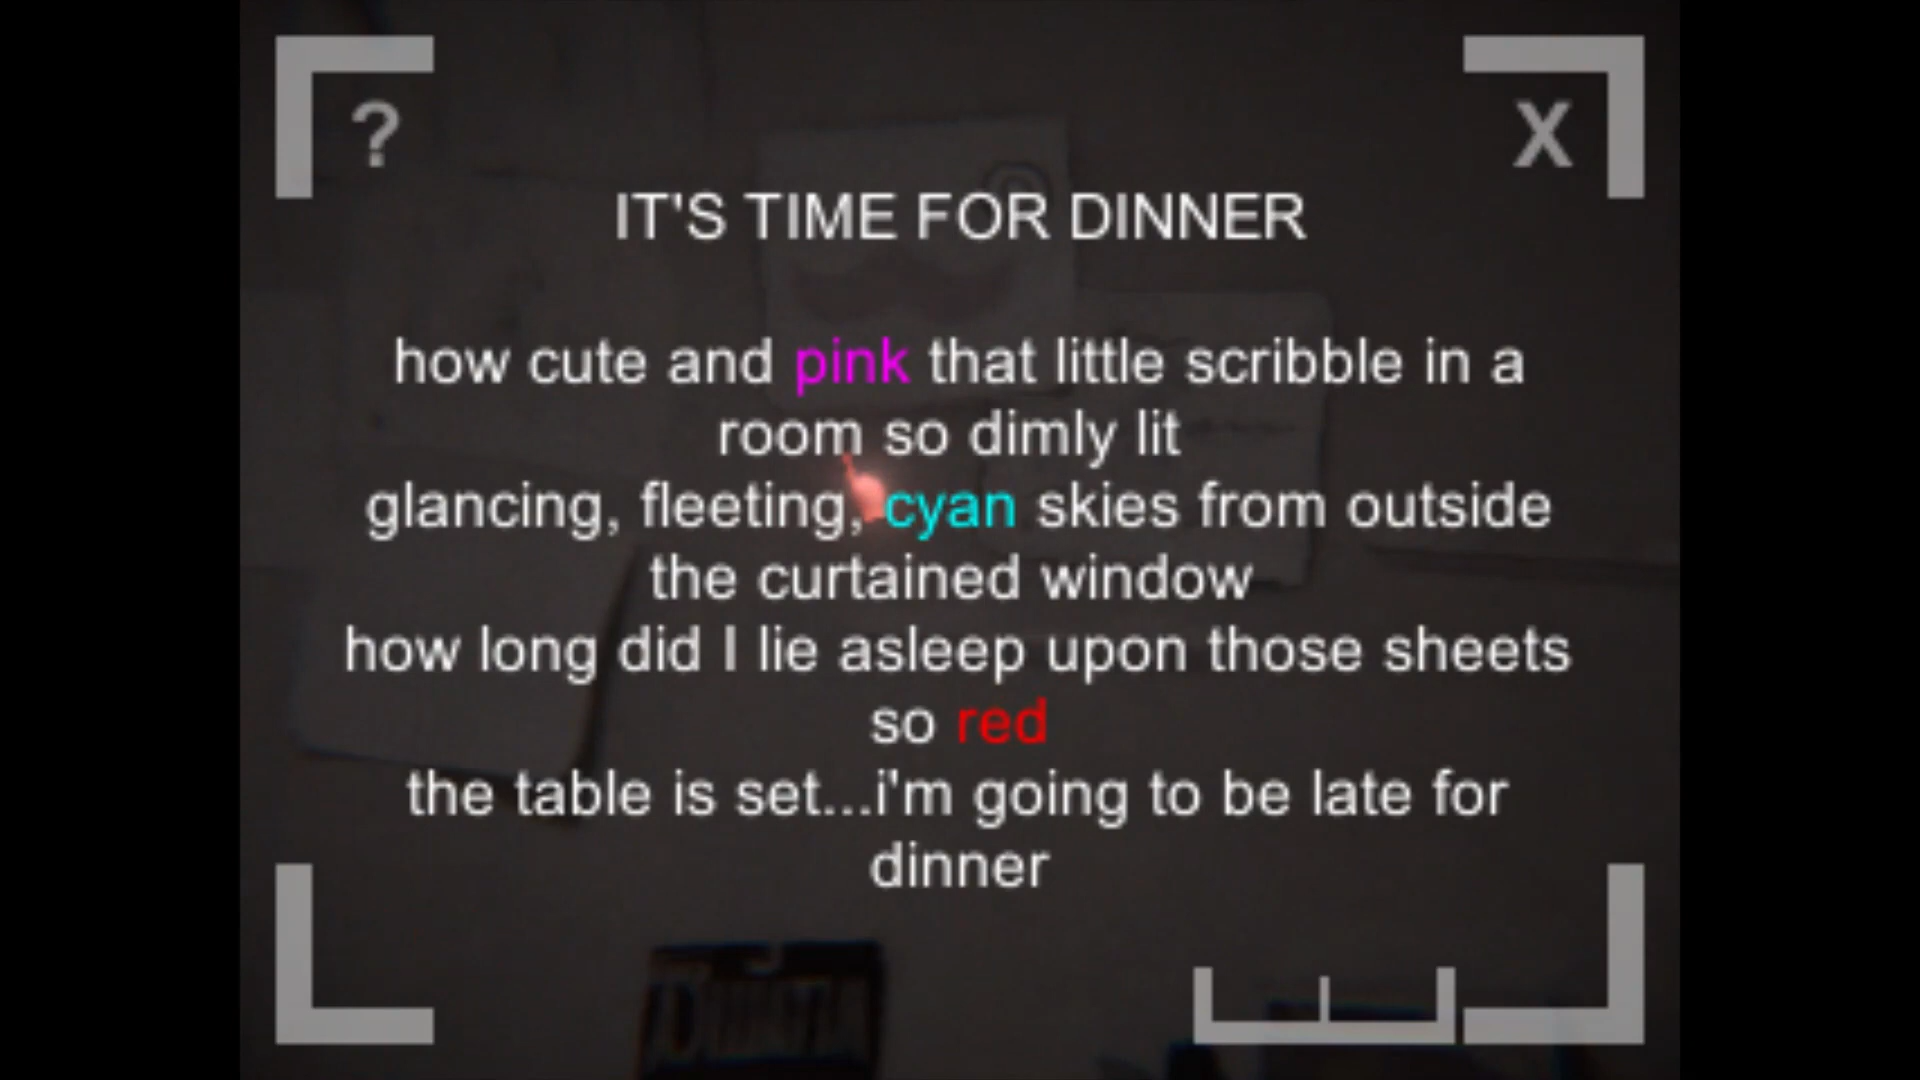 ?
X
IT'S TIME FOR DINNER
how cute and pink that little scribble in a
room so dimly lit
glancing, fleeting, cyan skies from outside
the curtained window
how long did I lie asleep upon those sheets
so red
the table is set...i'm going to be late for
dinner